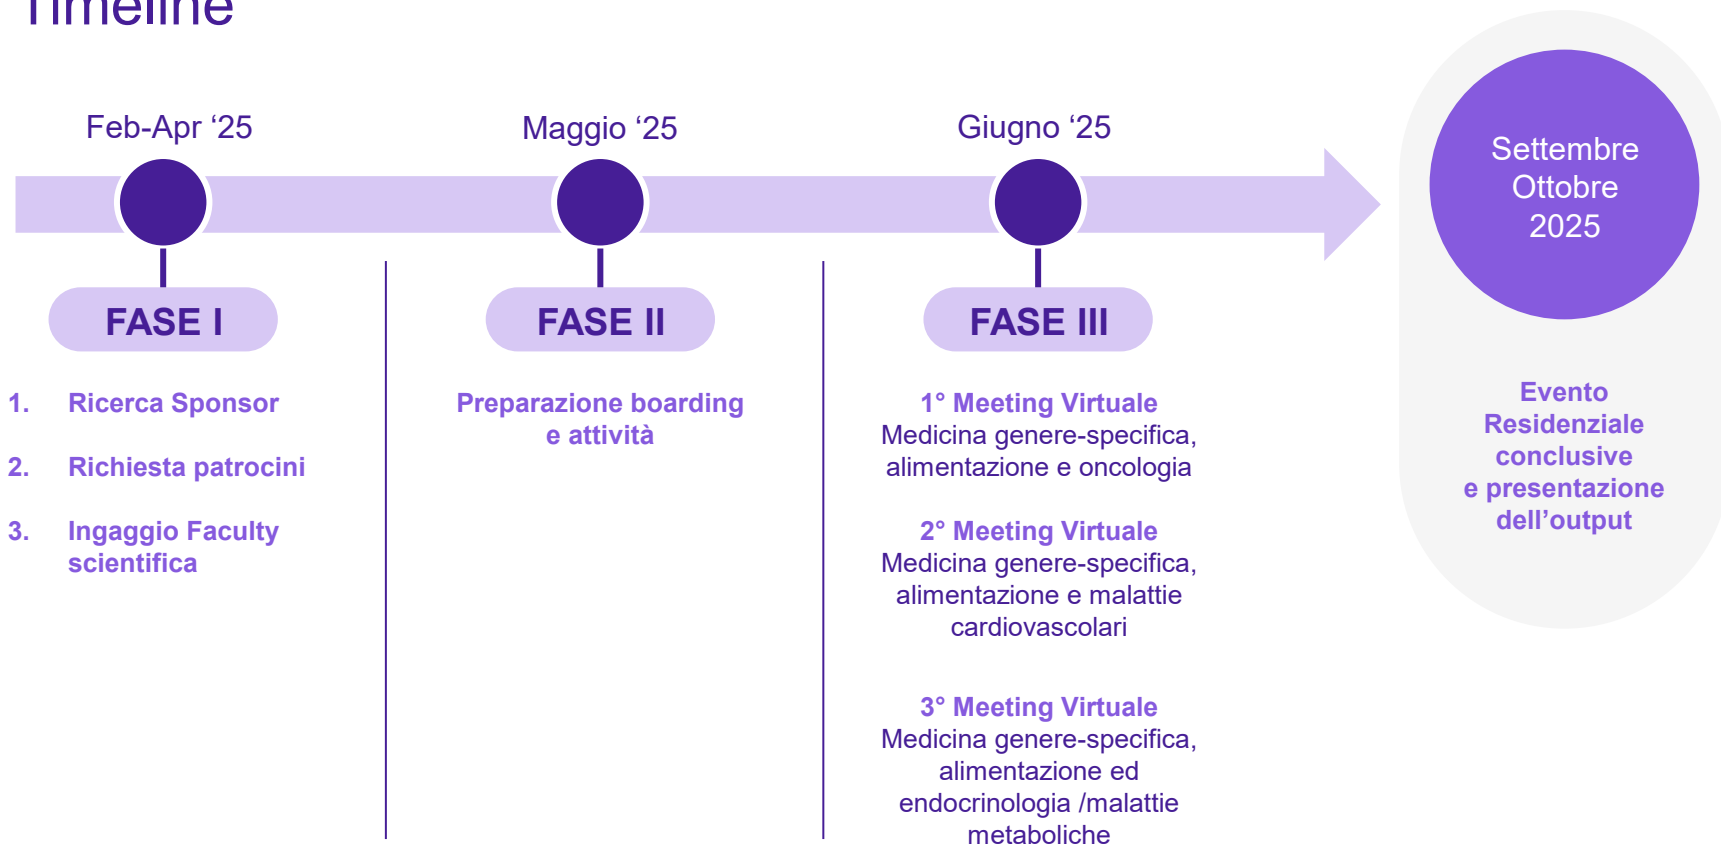 Timeline
Feb-Apr ‘25
Maggio ‘25
Giugno ‘25
Settembre
Ottobre
2025
FASE I
FASE II
FASE III
1. Ricerca Sponsor
2. Richiesta patrocini
3. Ingaggio Faculty
scientifica
Preparazione boarding
e attività
1° Meeting Virtuale
Medicina genere-specifica,
alimentazione e oncologia
2° Meeting Virtuale
Medicina genere-specifica,
alimentazione e malattie
cardiovascolari
3° Meeting Virtuale
Medicina genere-specifica,
alimentazione ed
endocrinologia /malattie
metaboliche
Evento
Residenziale
conclusive
e presentazione
dell’output